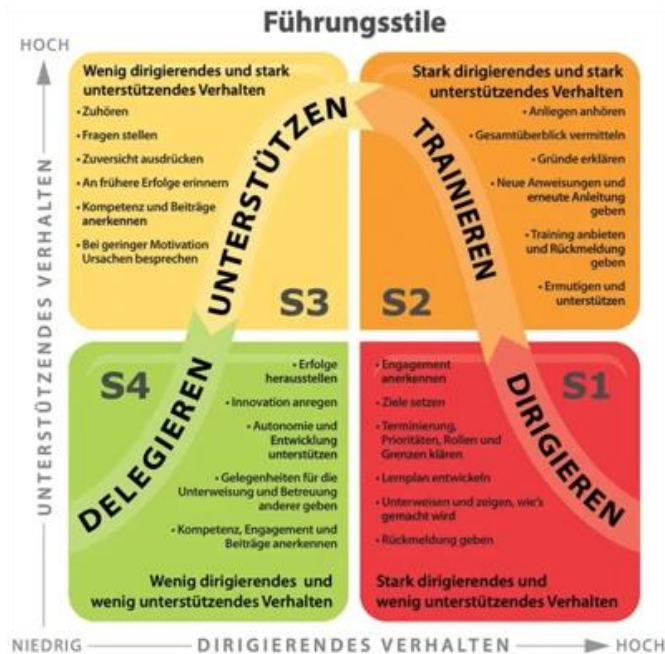 Führungsstile
HOCH
UNTERSTÜTZENDES VERHALTEN
Wenig dirigierendes und stark
unterstützendes Verhalten
• Zuhören
• Fragen stellen
• Zuversicht ausdrücken
• An frühere Erfolge erinnern
• Kompetenz und Beiträge
anerkennen
• Bei geringer Motivation
Ursachen besprechen
UNTERSTÜTZEN
S3
Stark dirigierendes und stark
unterstützendes Verhalten
• Anliegen anhören
• Gesamtüberblick vermitteln
• Gründe erklären
• Neue Anweisungen und
erneute Anleitung
geben
• Training anbieten
und Rückmeldung
geben
• Ermutigen und
unterstützen
TRAINIEREN
S2
S4
DELEGIEREN
• Erfolge
herausstellen
• Innovation anregen
• Autonomie und
Entwicklung
unterstützen
• Gelegenheiten für die
Unterweisung und Betreuung
anderer geben
• Kompetenz, Engagement und
Beiträge anerkennen
Wenig dirigierendes und
wenig unterstützendes Verhalten
S1
DIRIGIEREN
• Engagement
anerkennen
• Ziele setzen
• Terminierung,
Prioritäten, Rollen und
Grenzen klären
• Lernplan entwickeln
• Unterweisen und zeigen, wie's
gemacht wird
• Rückmeldung geben
Stark dirigierendes und
wenig unterstützendes Verhalten
NIEDRIG
DIRIGIERENDES VERHALTEN
HOCH